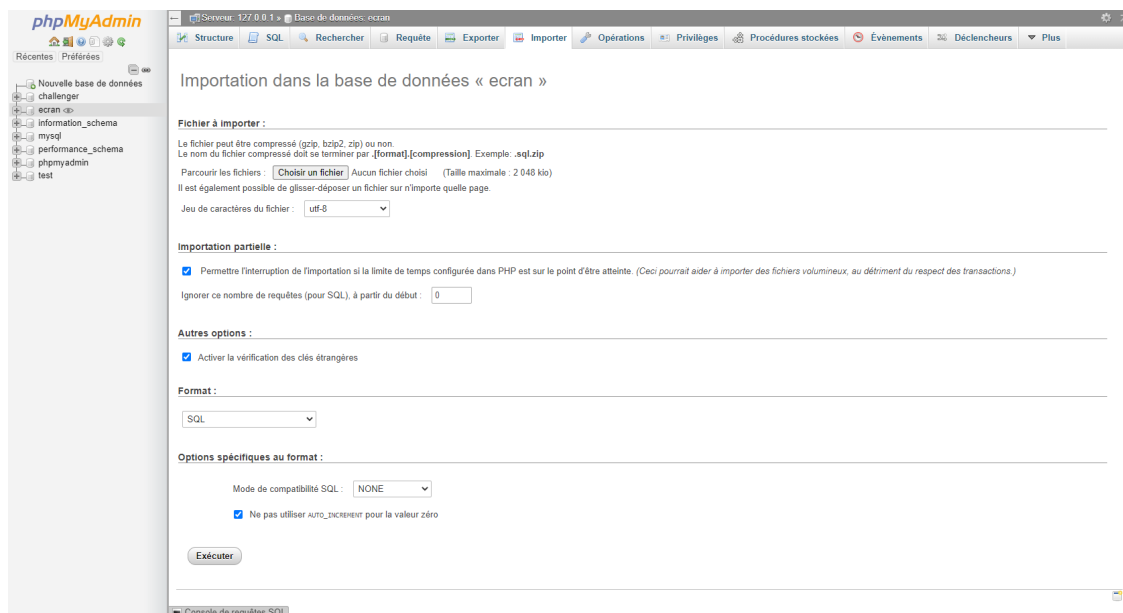 phpMyAdmin
Récentes Préférées
Nouvelle base de données
challenger
ecran
information_schema
mysql
performance_schema
phpmyadmin
test
Serveur: 127.0.0.1 » Base de données: ecran
Structure SQL Rechercher Requête Exporter Importer Opérations Privilèges Procédures stockées Évènements Déclencheurs Plus
Importation dans la base de données « ecran »
Fichier à importer :
Le fichier peut être compressé (gzip, bzip2, zip) ou non.
Le nom du fichier compressé doit se terminer par .[format].[compression]. Exemple: .sql.zip
Parcourir les fichiers : Choisir un fichier Aucun fichier choisi (Taille maximale : 2 048 kio)
Il est également possible de glisser-déposer un fichier sur n'importe quelle page.
Jeu de caractères du fichier : utf-8
Importation partielle :
Permettre l'interruption de l'importation si la limite de temps configurée dans PHP est sur le point d'être atteinte. (Ceci pourrait aider à importer des fichiers volumineux, au détriment du respect des transactions.)
Ignorer ce nombre de requêtes (pour SQL), à partir du début : 0
Autres options :
Activer la vérification des clés étrangères
Format :
SQL
Options spécifiques au format :
Mode de compatibilité SQL : NONE
Ne pas utiliser AUTO_INCREMENT pour la valeur zéro
Exécuter
Console de requêtes SQL